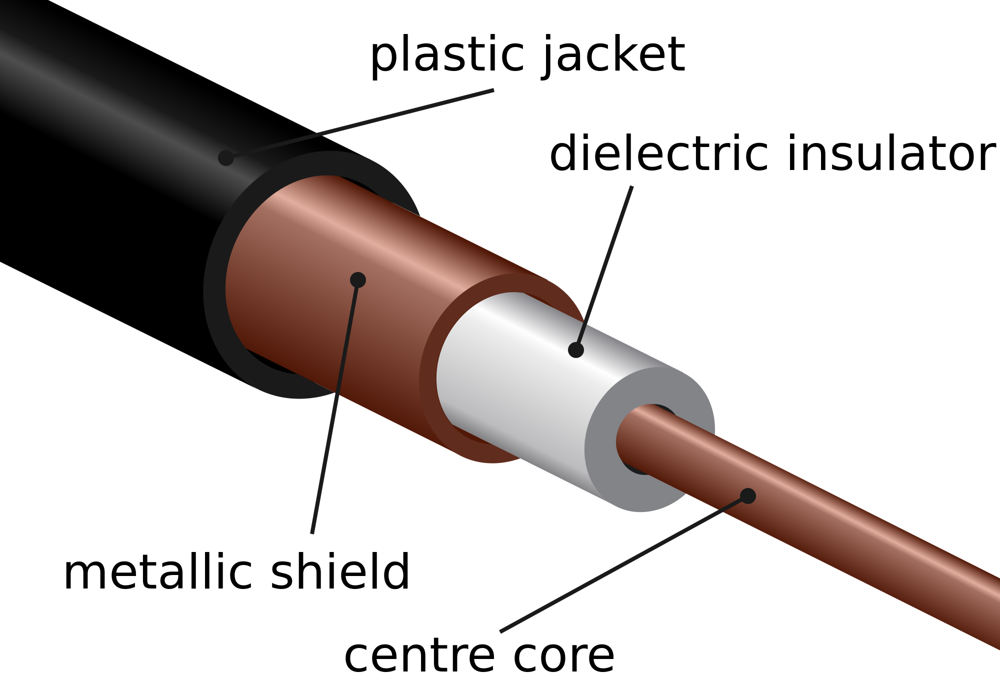 plastic jacket
dielectric insulator
metallic shield
centre core